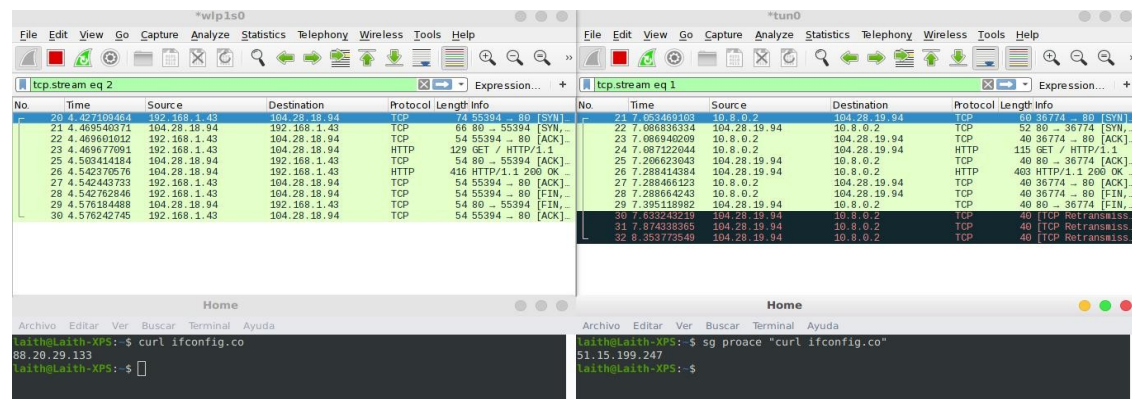 *wlp1s0
File Edit View Go Capture Analyze Statistics Telephony Wireless Tools Help
tcp.stream eq 2
Expression... +
No. Time Source Destination Protocol Length Info
20 4.427109464 192.168.1.43 104.28.18.94 TCP 74 55394 → 80 [SYN]…
21 4.469540371 104.28.18.94 192.168.1.43 TCP 66 80 → 55394 [SYN,…
22 4.469601012 192.168.1.43 104.28.18.94 TCP 54 55394 → 80 [ACK]…
23 4.469677091 192.168.1.43 104.28.18.94 HTTP 129 GET / HTTP/1.1
25 4.503414184 104.28.18.94 192.168.1.43 TCP 54 80 → 55394 [ACK]…
26 4.542370576 104.28.18.94 192.168.1.43 HTTP 416 HTTP/1.1 200 OK
27 4.542443733 192.168.1.43 104.28.18.94 TCP 54 55394 → 80 [ACK]…
28 4.542762846 192.168.1.43 104.28.18.94 TCP 54 55394 → 80 [FIN,…
29 4.576184488 104.28.18.94 192.168.1.43 TCP 54 80 → 55394 [FIN,…
30 4.576242745 192.168.1.43 104.28.18.94 TCP 54 55394 → 80 [ACK]…
Home
Archivo Editar Ver Buscar Terminal Ayuda
laith@Laith-XPS:~$ curl ifconfig.co
88.20.29.133
laith@Laith-XPS:~$
*tun0
File Edit View Go Capture Analyze Statistics Telephony Wireless Tools Help
tcp.stream eq 1
Expression... +
No. Time Source Destination Protocol Length Info
21 7.053469103 10.8.0.2 104.28.19.94 TCP 60 36774 → 80 [SYN]…
22 7.086836334 104.28.19.94 10.8.0.2 TCP 52 80 → 36774 [SYN,…
23 7.086940209 10.8.0.2 104.28.19.94 TCP 40 36774 → 80 [ACK]…
24 7.087122044 10.8.0.2 104.28.19.94 HTTP 115 GET / HTTP/1.1
25 7.206623043 104.28.19.94 10.8.0.2 TCP 40 80 → 36774 [ACK]…
26 7.288414384 104.28.19.94 10.8.0.2 HTTP 403 HTTP/1.1 200 OK
27 7.288466123 10.8.0.2 104.28.19.94 TCP 40 36774 → 80 [ACK]…
28 7.288664243 10.8.0.2 104.28.19.94 TCP 40 36774 → 80 [FIN,…
29 7.395118982 104.28.19.94 10.8.0.2 TCP 40 80 → 36774 [FIN,…
30 7.633243219 104.28.19.94 10.8.0.2 TCP 40 [TCP Retransmiss…
31 7.874338365 104.28.19.94 10.8.0.2 TCP 40 [TCP Retransmiss…
32 8.353773549 104.28.19.94 10.8.0.2 TCP 40 [TCP Retransmiss…
Home
Archivo Editar Ver Buscar Terminal Ayuda
laith@Laith-XPS:~$ sg proace "curl ifconfig.co"
51.15.199.247
laith@Laith-XPS:~$